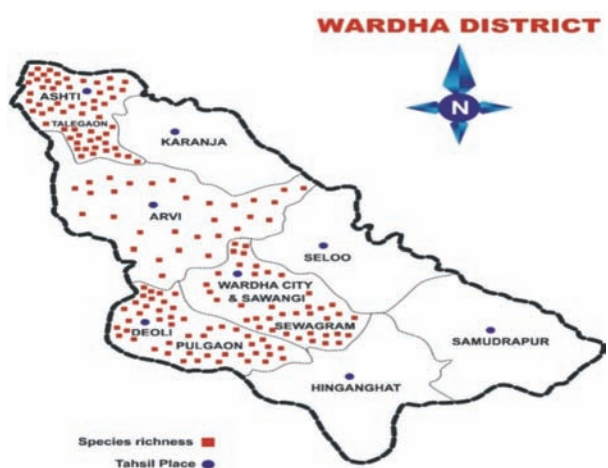 WARDHA DISTRICT
N
ASHTI
TALEGAON
KARANJA
ARVI
SELOO
WARDHA CITY
& SAWANGI
SEWAGRAM
DEOLI
PULGAON
SAMUDRAPUR
HINGANGHAT
Species richness
Tahsil Place